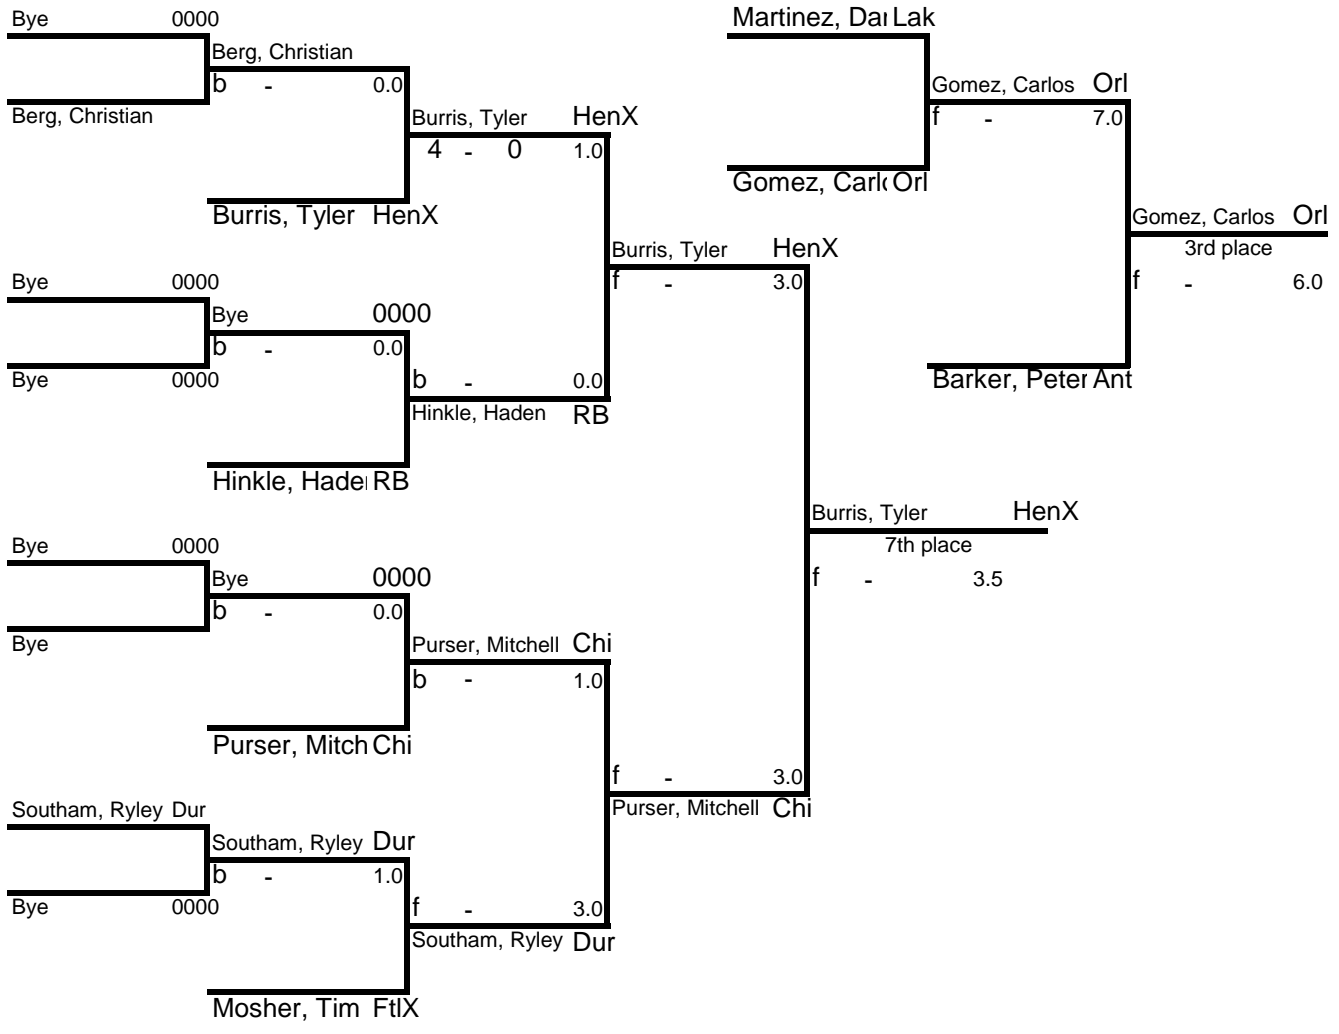 Bye 0000
Berg, Christian
b - 0.0
Berg, Christian
Burris, Tyler HenX
4 - 0 1.0
Burris, Tyler HenX
Burris, Tyler HenX
f - 3.0
Bye 0000
Bye 0000
b - 0.0
Bye 0000
b - 0.0
Hinkle, Haden RB
Hinkle, Hade RB
Burris, Tyler HenX
7th place
f - 3.5
Bye 0000
Bye 0000
b - 0.0
Bye
Purser, Mitchell Chi
b - 1.0
Purser, Mitch Chi
f - 3.0
Purser, Mitchell Chi
Southam, Ryley Dur
Southam, Ryley Dur
b - 1.0
Bye 0000
f - 3.0
Southam, Ryley Dur
Mosher, Tim FtlX
Martinez, Da Lak
Gomez, Carlos Orl
f - 7.0
Gomez, Carl Orl
Gomez, Carlos Orl
3rd place
f - 6.0
Barker, Peter Ant